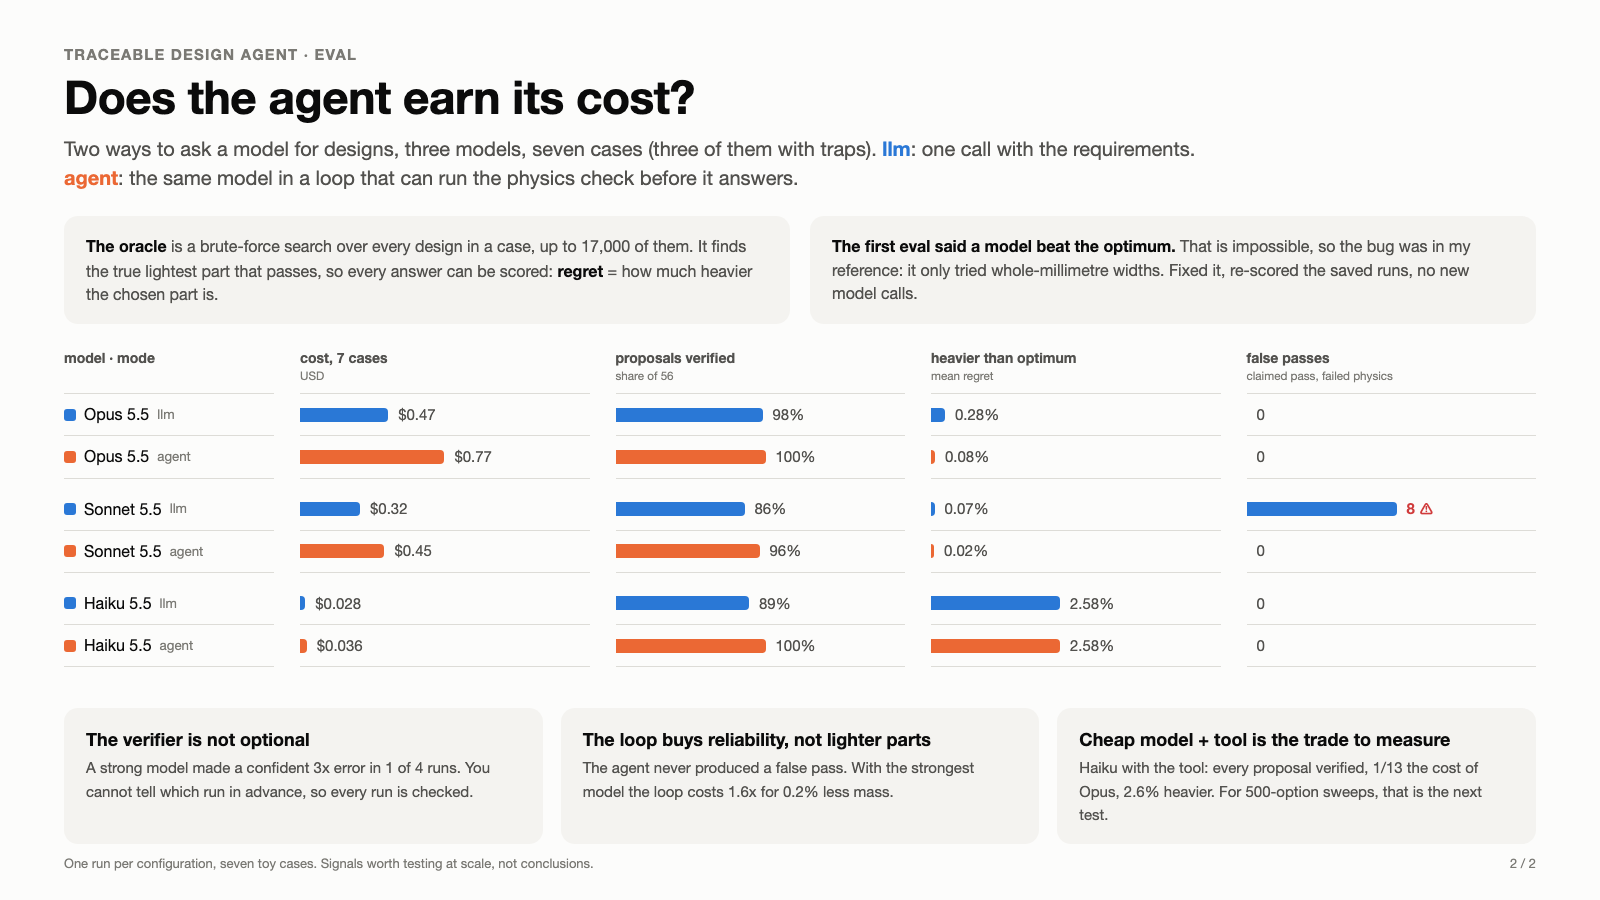 TRACEABLE DESIGN AGENT · EVAL
Does the agent earn its cost?
Two ways to ask a model for designs, three models, seven cases (three of them with traps). llm: one call with the requirements.
agent: the same model in a loop that can run the physics check before it answers.
The oracle is a brute-force search over every design in a case, up to 17,000 of them. It finds
the true lightest part that passes, so every answer can be scored: regret = how much heavier
the chosen part is.
The first eval said a model beat the optimum. That is impossible, so the bug was in my
reference: it only tried whole-millimetre widths. Fixed it, re-scored the saved runs, no new
model calls.
model · mode
cost, 7 cases
USD
proposals verified
share of 56
heavier than optimum
mean regret
false passes
claimed pass, failed physics
Opus 5.5 llm $0.47 98% 0.28% 0
Opus 5.5 agent $0.77 100% 0.08% 0
Sonnet 5.5 llm $0.32 86% 0.07% 8 ⚠
Sonnet 5.5 agent $0.45 96% 0.02% 0
Haiku 5.5 llm $0.028 89% 2.58% 0
Haiku 5.5 agent $0.036 100% 2.58% 0
The verifier is not optional
A strong model made a confident 3x error in 1 of 4 runs. You
cannot tell which run in advance, so every run is checked.
The loop buys reliability, not lighter parts
The agent never produced a false pass. With the strongest
model the loop costs 1.6x for 0.2% less mass.
Cheap model + tool is the trade to measure
Haiku with the tool: every proposal verified, 1/13 the cost of
Opus, 2.6% heavier. For 500-option sweeps, that is the next
test.
One run per configuration, seven toy cases. Signals worth testing at scale, not conclusions.
2 / 2